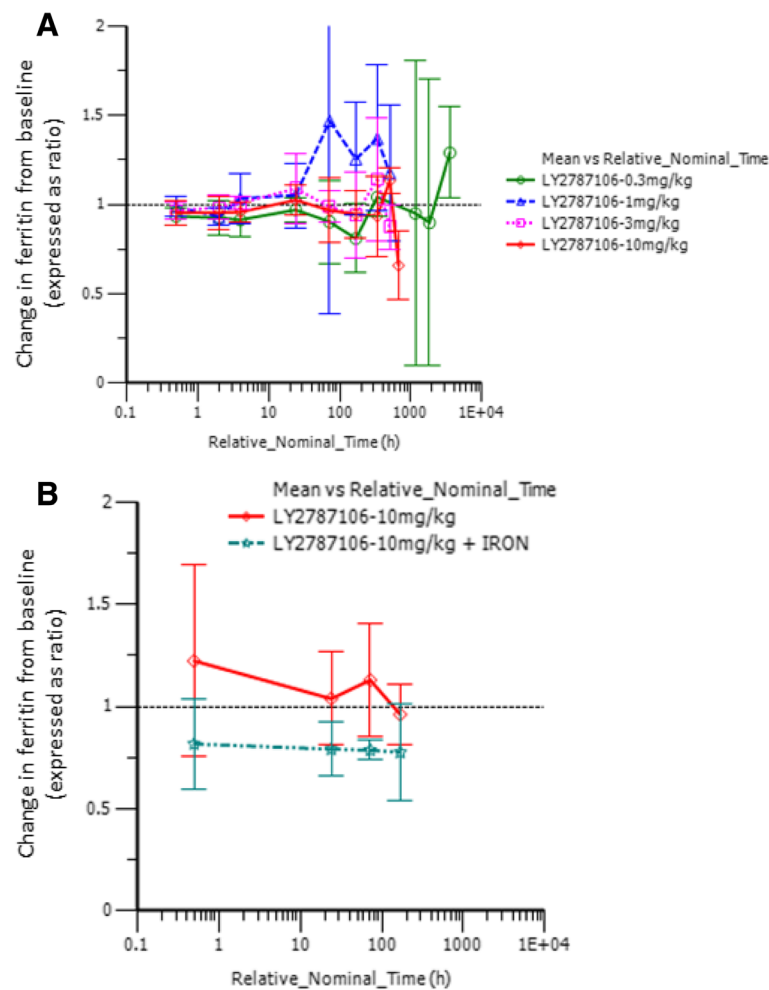 A
2
1.5
1
0.5
0
0.1 1 10 100 1000 1E+04
Change in ferritin from baseline
(expressed as ratio)
Relative_Nominal_Time (h)
Mean vs Relative_Nominal_Time
LY2787106-0.3mg/kg
LY2787106-1mg/kg
LY2787106-3mg/kg
LY2787106-10mg/kg
B
Mean vs Relative_Nominal_Time
LY2787106-10mg/kg
LY2787106-10mg/kg + IRON
2
1.5
1
0.5
0
0.1 1 10 100 1000 1E+04
Change in ferritin from baseline
(expressed as ratio)
Relative_Nominal_Time (h)